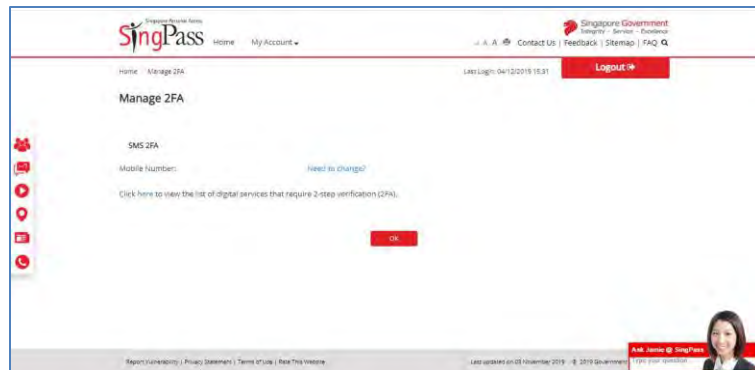 Singapore Personal Access
SingPass Home My Account
Singapore Government
Integrity · Service · Excellence
A A Contact Us | Feedback | Sitemap | FAQ
Home Manage 2FA
Last Login: 04/12/2019 15:31
Logout
Manage 2FA
SMS 2FA
Mobile Number: Need to change?
Click here to view the list of digital services that require 2-step verification (2FA).
OK
Report Vulnerability | Privacy Statement | Terms of Use | Rate This Website
Last updated on 03 November 2019 © 2019 Government
Ask Jamie @ SingPass
Type your question